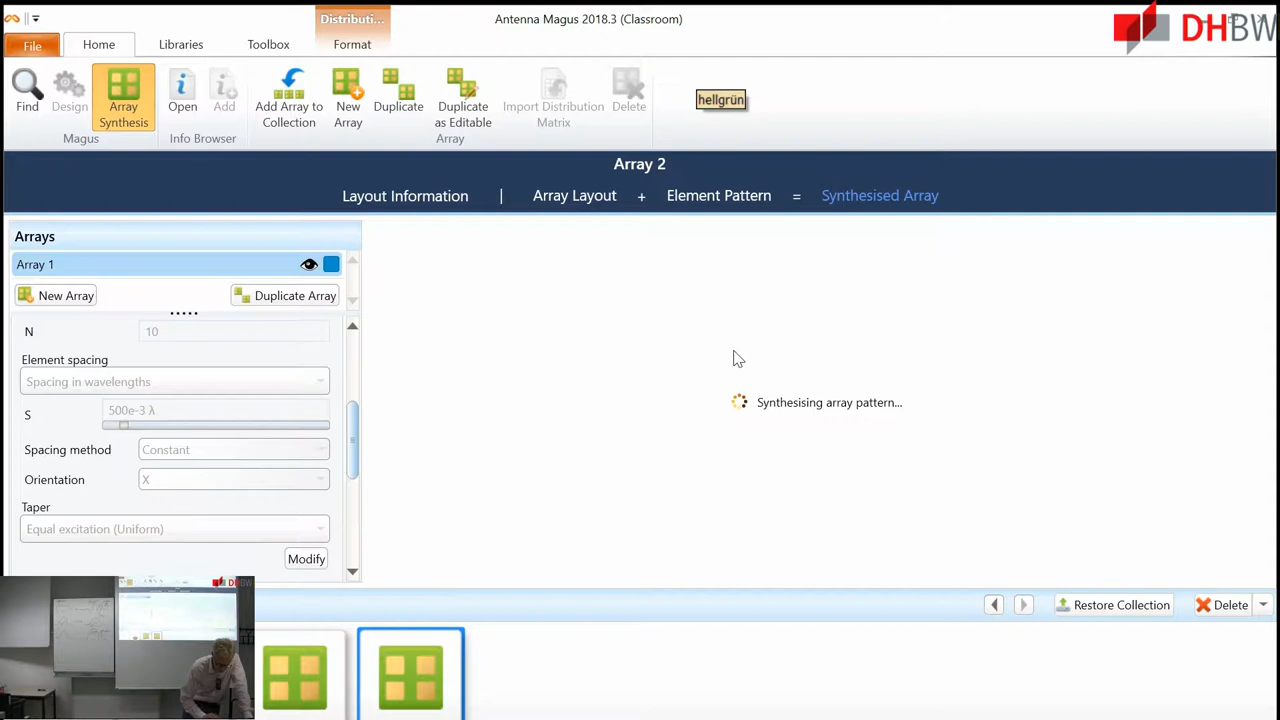 Distributi...
Antenna Magus 2018.3 (Classroom)
DHBW
File
Home
Libraries
Toolbox
Format
Find
Design
Array Synthesis
Open
Add
Add Array to Collection
New Array
Duplicate
Duplicate as Editable
Import Distribution Matrix
Delete
hellgrün
Magus
Info Browser
Array
Array 2
Layout Information | Array Layout + Element Pattern = Synthesised Array
Arrays
Array 1
New Array
Duplicate Array
N 10
Element spacing
Spacing in wavelengths
S 500e-3 λ
Spacing method Constant
Orientation X
Taper
Equal excitation (Uniform)
Modify
Synthesising array pattern...
Restore Collection
Delete